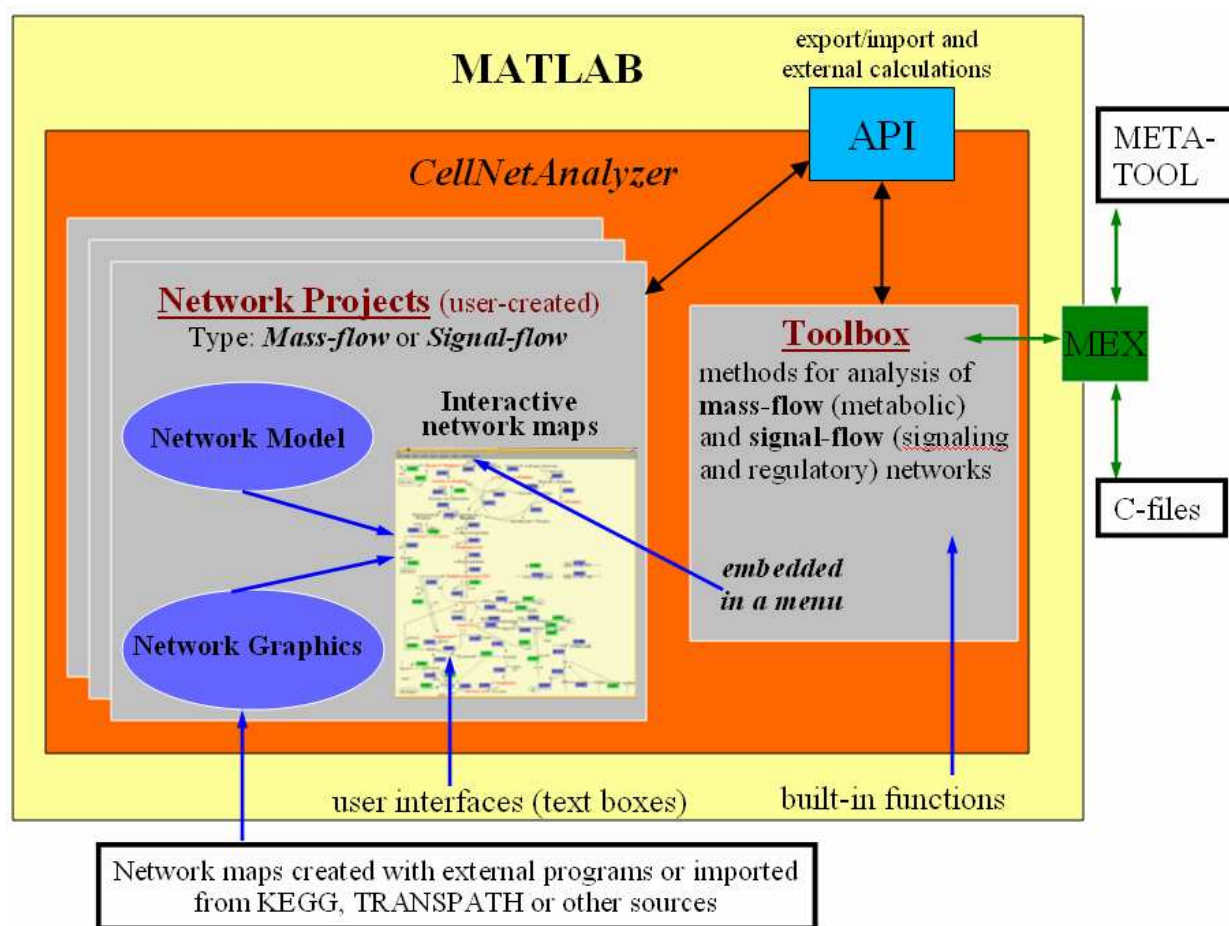 MATLAB
export/import and
external calculations
API
CellNetAnalyzer
META-
TOOL
Network Projects (user-created)
Type: Mass-flow or Signal-flow
Network Model
Interactive
network maps
Network Graphics
Toolbox
methods for analysis of
mass-flow (metabolic)
and signal-flow (signaling
and regulatory) networks
MEX
C-files
embedded
in a menu
user interfaces (text boxes)
built-in functions
Network maps created with external programs or imported
from KEGG, TRANSPATH or other sources